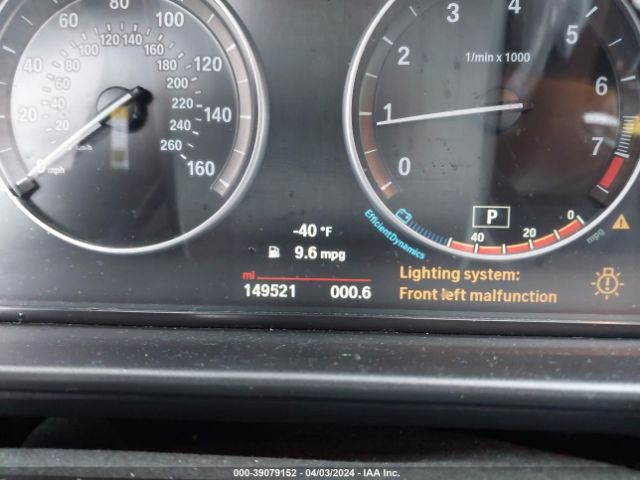 20 40 60 80 100 120 140 160
20 40 60 80 100 120 140 160 180 200 220 240 260
km/h
0 mph
0 1 2 3 4 5 6 7
1/min x 1000
EfficientDynamics
P
40 20 0
mpg
-40 °F
9.6 mpg
mi
149521 000.6
Lighting system:
Front left malfunction
000-39079152 - 04/03/2024 - IAA Inc.